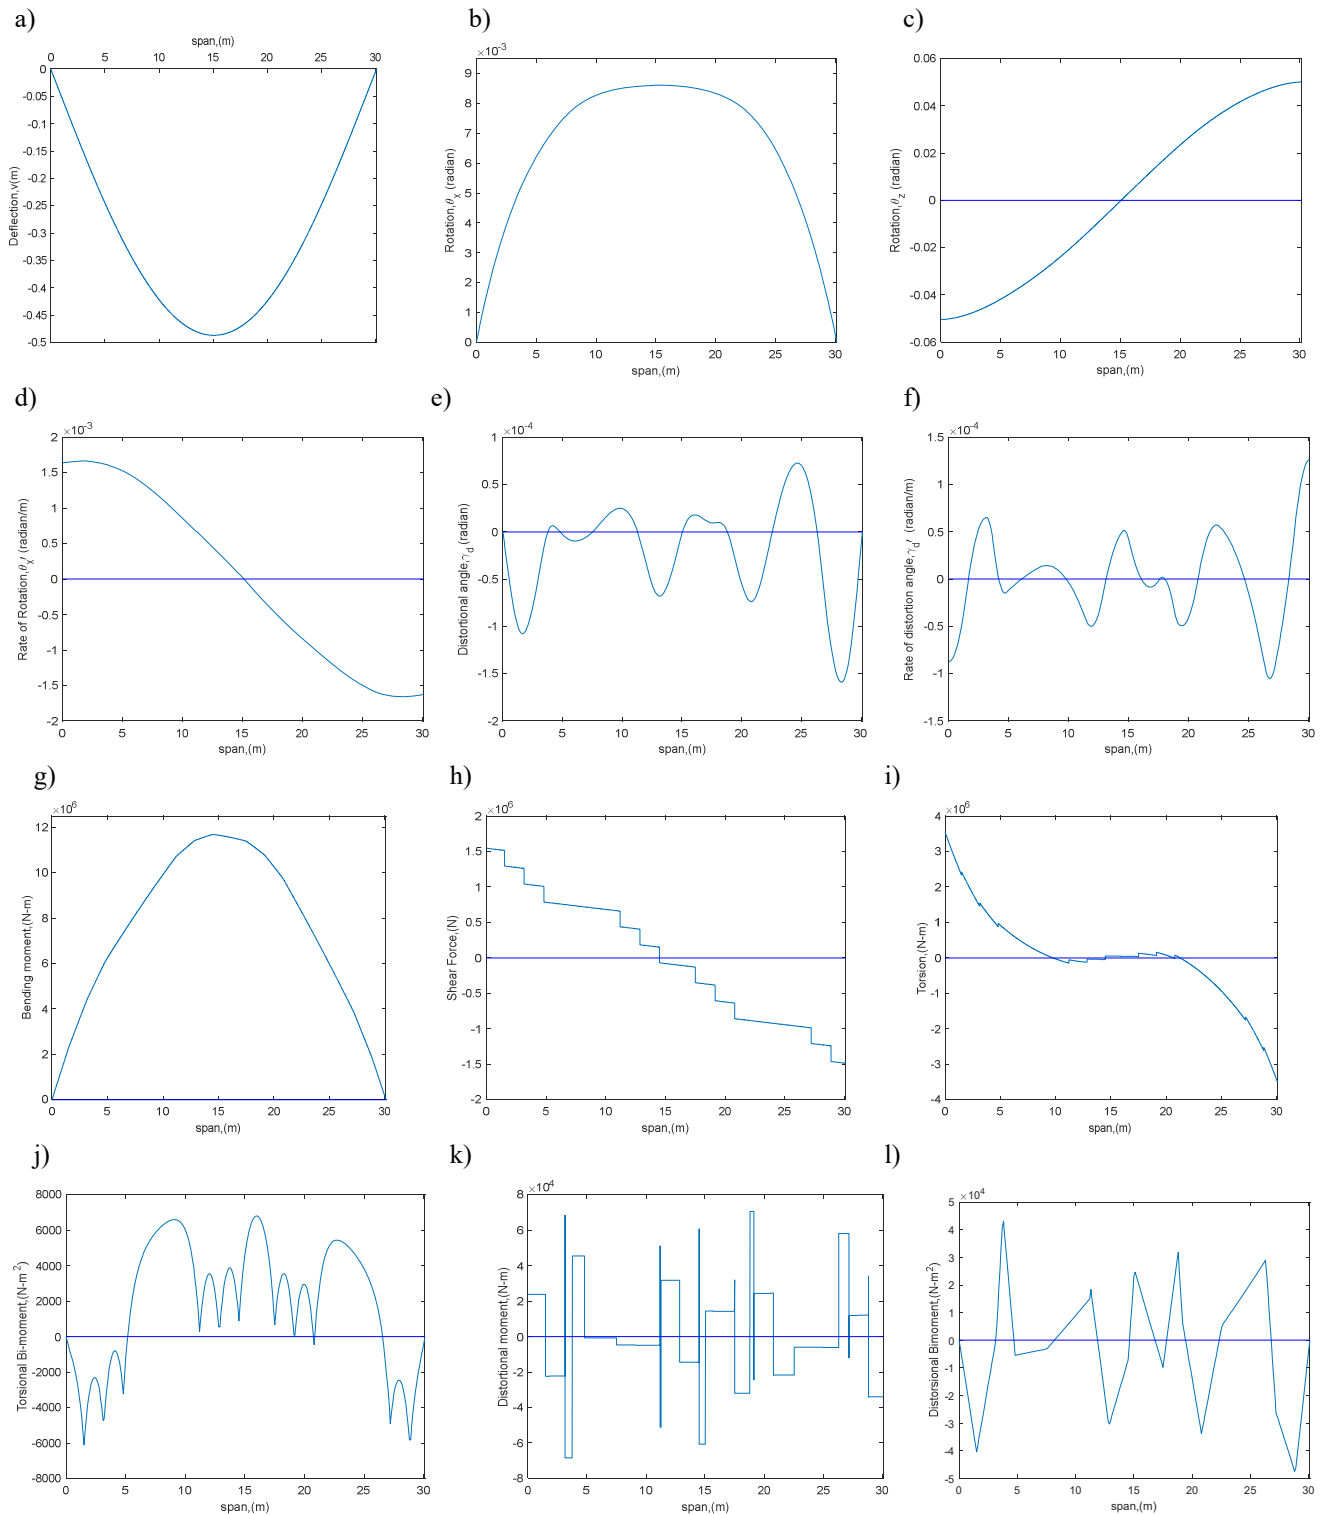 a)
b)
c)
span,(m)
0 5 10 15 20 25 30
0
-0.05
-0.1
-0.15
-0.2
-0.25
-0.3
-0.35
-0.4
-0.45
-0.5
Deflection,v(m)
×10-3
9
8
7
6
5
4
3
2
1
0
Rotation,θχ (radian)
0 5 10 15 20 25 30
span,(m)
0.06
0.04
0.02
0
-0.02
-0.04
-0.06
Rotation,θz (radian)
0 5 10 15 20 25 30
span,(m)
d)
e)
f)
×10-3
2
1.5
1
0.5
0
-0.5
-1
-1.5
-2
Rate of Rotation,θχ′ (radian/m)
0 5 10 15 20 25 30
span,(m)
×10-4
1
0.5
0
-0.5
-1
-1.5
-2
Distortional angle,γd (radian)
0 5 10 15 20 25 30
span,(m)
×10-4
1.5
1
0.5
0
-0.5
-1
-1.5
Rate of distortion angle,γd′ (radian/m)
0 5 10 15 20 25 30
span,(m)
g)
h)
i)
×106
12
10
8
6
4
2
0
Bending moment,(N-m)
0 5 10 15 20 25 30
span,(m)
×106
2
1.5
1
0.5
0
-0.5
-1
-1.5
-2
Shear Force,(N)
0 5 10 15 20 25 30
span,(m)
×106
4
3
2
1
0
-1
-2
-3
-4
Torsion,(N-m)
0 5 10 15 20 25 30
span,(m)
j)
k)
l)
8000
6000
4000
2000
0
-2000
-4000
-6000
-8000
Torsional Bi-moment,(N-m2)
0 5 10 15 20 25 30
span,(m)
×104
8
6
4
2
0
-2
-4
-6
-8
Distortional moment,(N-m)
0 5 10 15 20 25 30
span,(m)
×104
5
4
3
2
1
0
-1
-2
-3
-4
-5
Distorsional Bimoment,(N-m2)
0 5 10 15 20 25 30
span,(m)